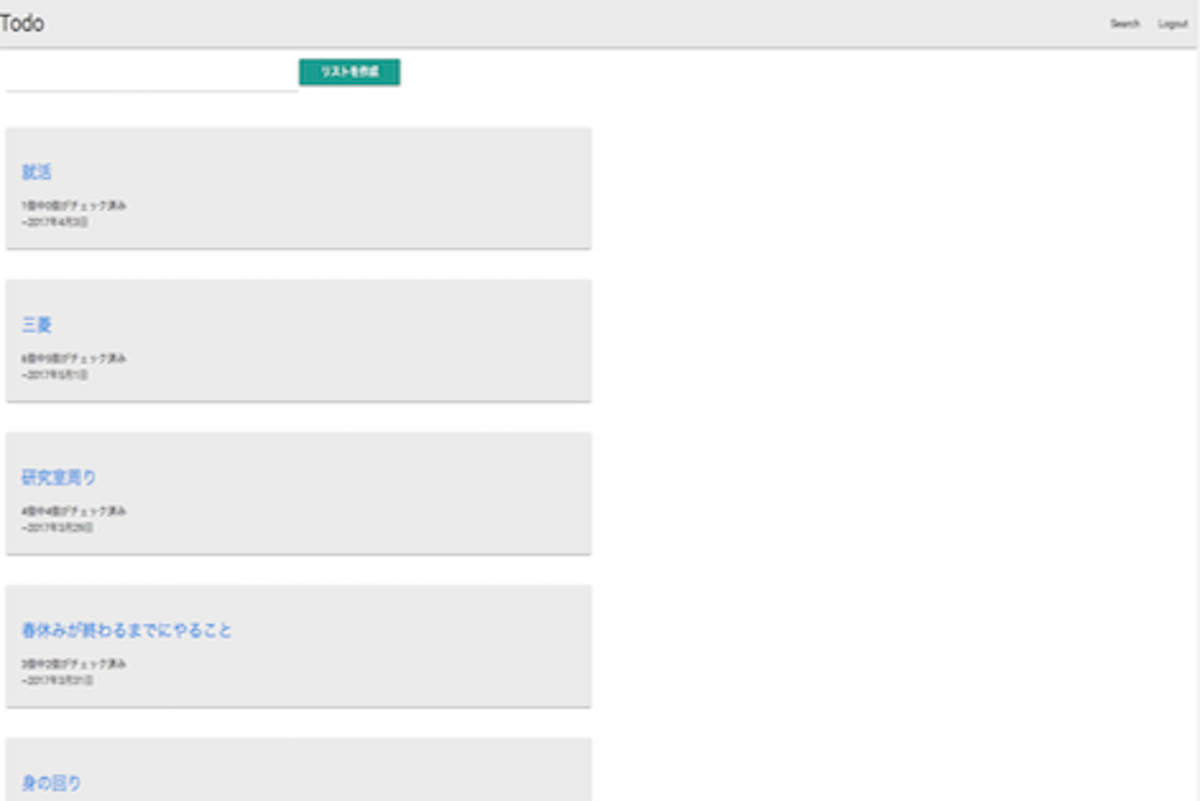 Todo
Search
Logout
リストを作成
就活
1個中0個がチェック済み
~2017年4月3日
三菱
6個中5個がチェック済み
~2017年5月1日
研究室周り
4個中4個がチェック済み
~2017年3月29日
春休みが終わるまでにやること
3個中2個がチェック済み
~2017年3月31日
身の回り